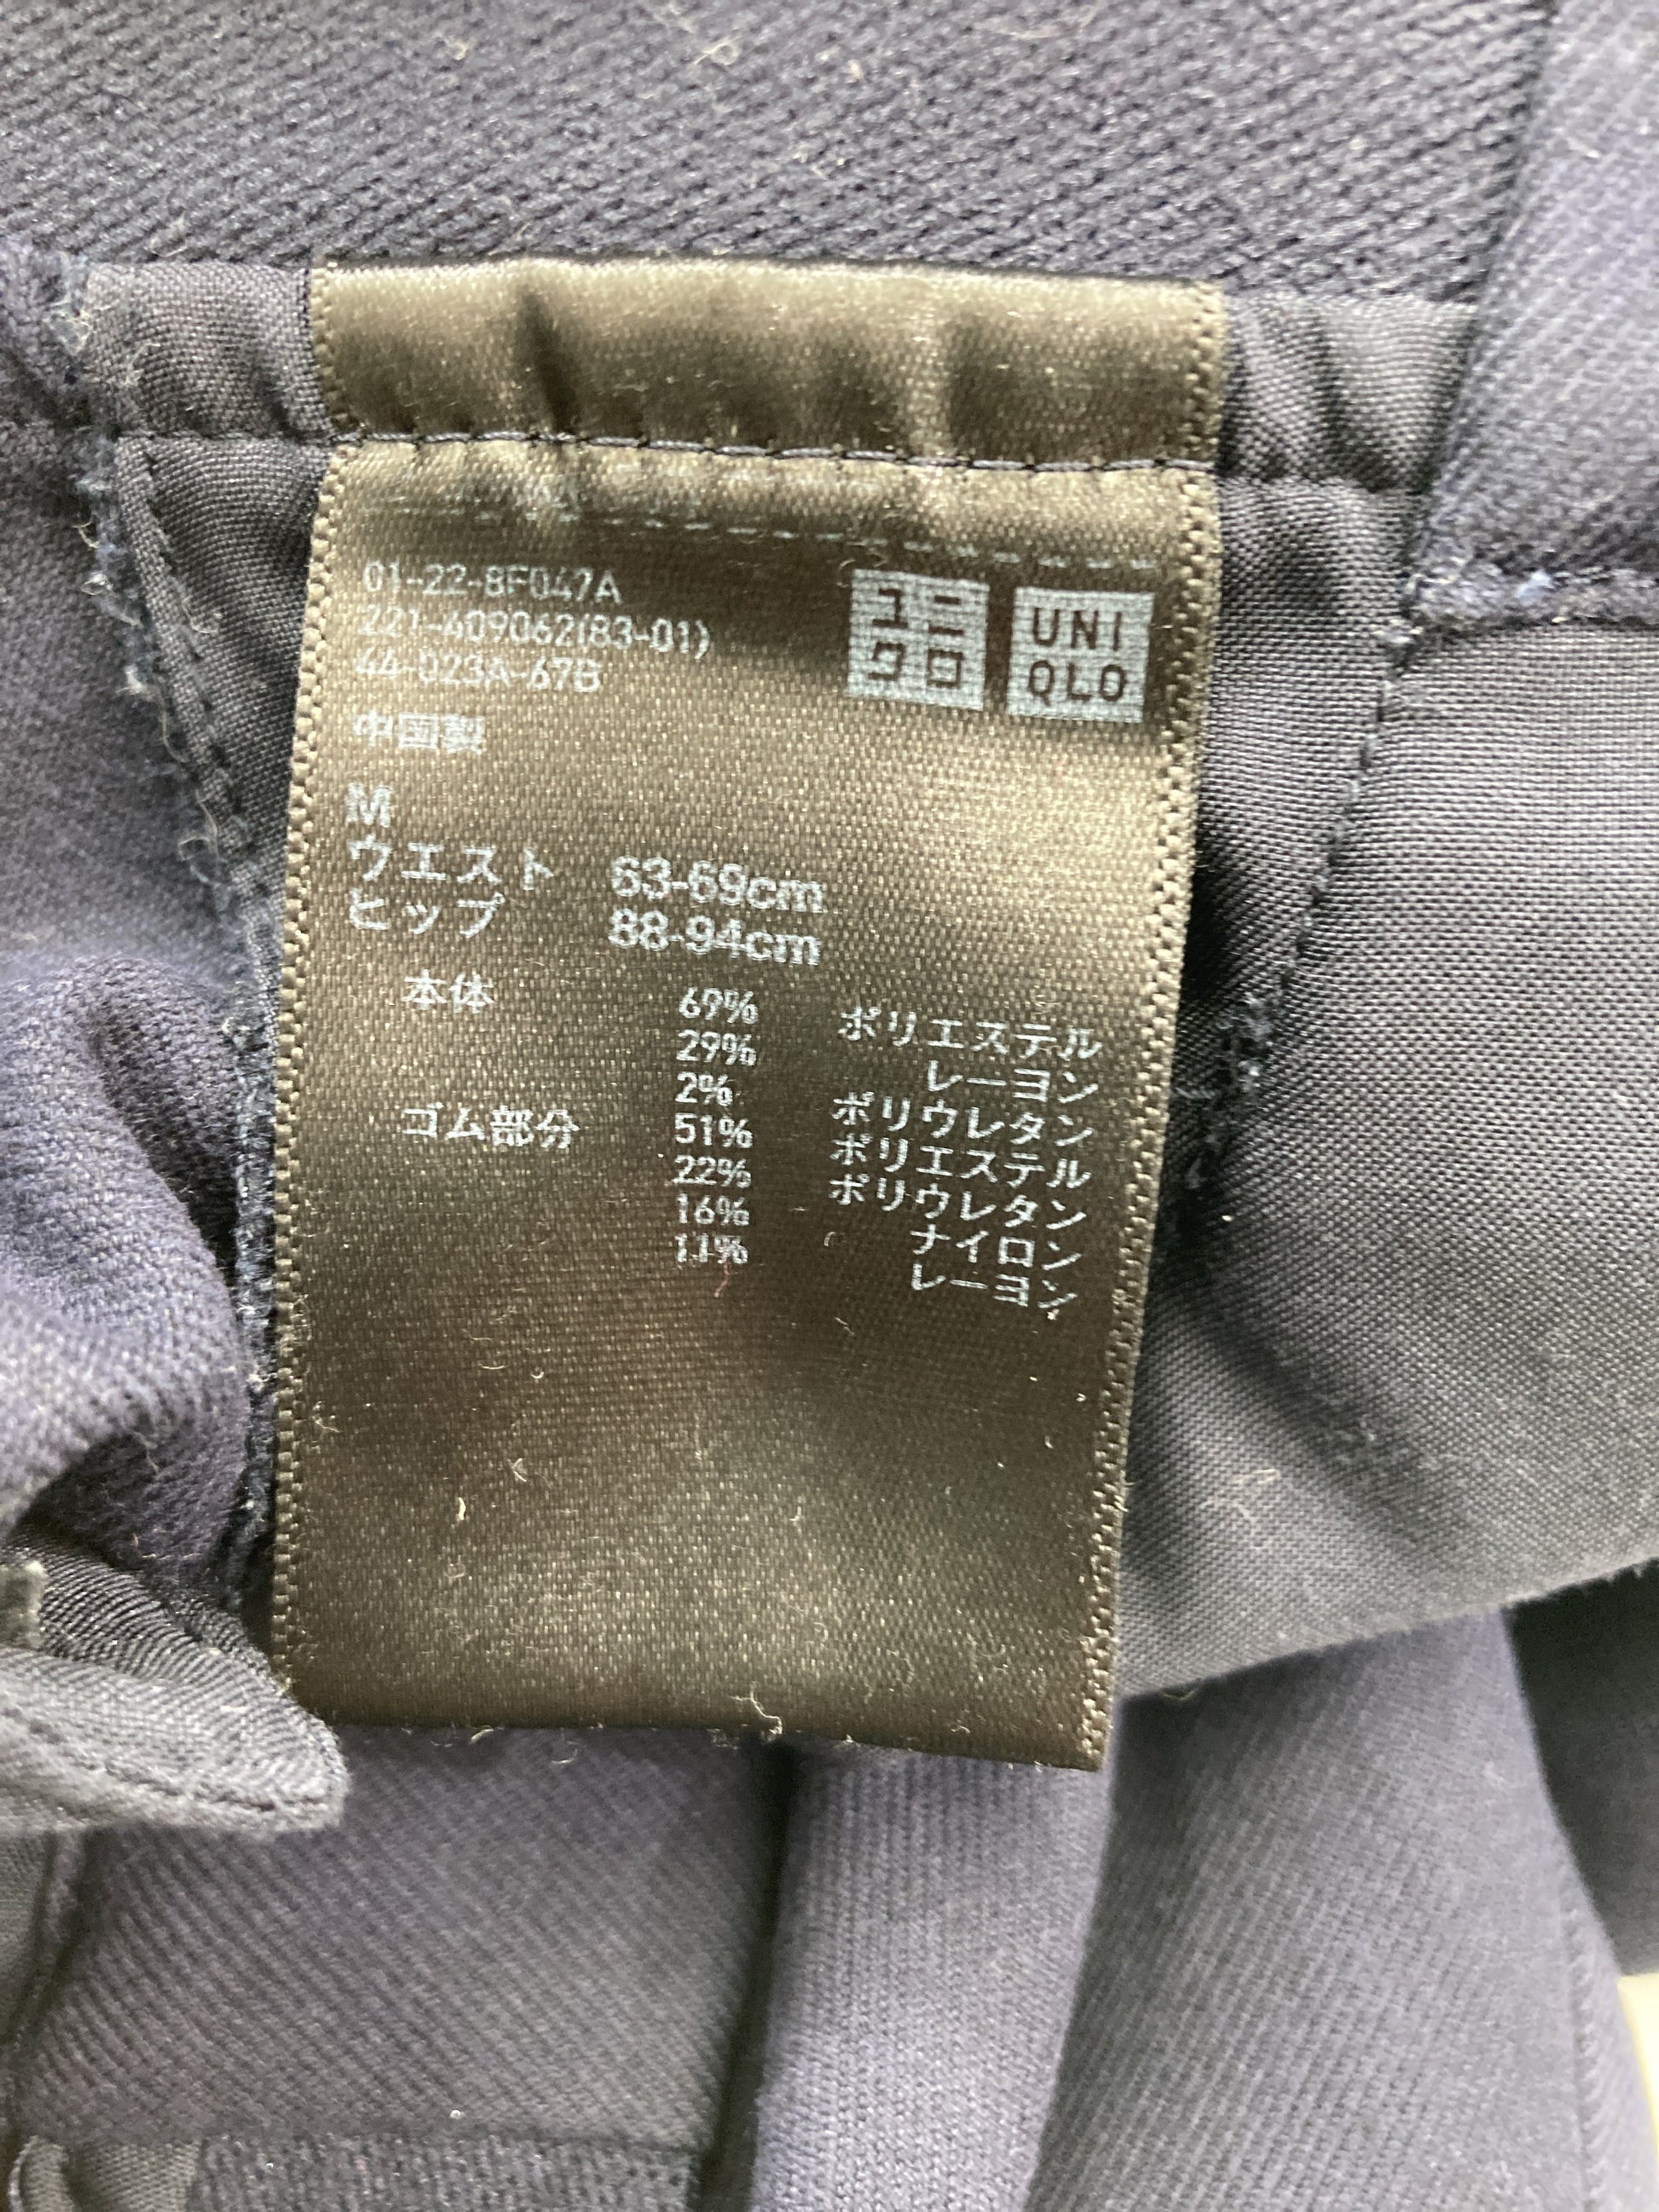 01-22-8F047A
221-409062(83-01)
44-023A-67B
ユニ
クロ
UNI
QLO
中国製
M
ウエスト 63-69cm
ヒップ 88-94cm
本体 69% ポリエステル
29% レーヨン
2% ポリウレタン
ゴム部分 51% ポリエステル
22% ポリウレタン
16% ナイロン
11% レーヨン